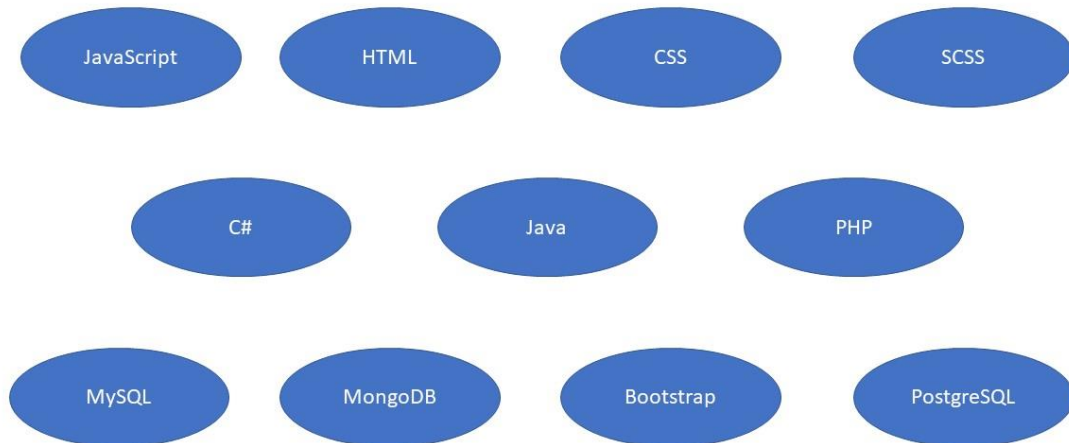 JavaScript
HTML
CSS
SCSS
C#
Java
PHP
MySQL
MongoDB
Bootstrap
PostgreSQL